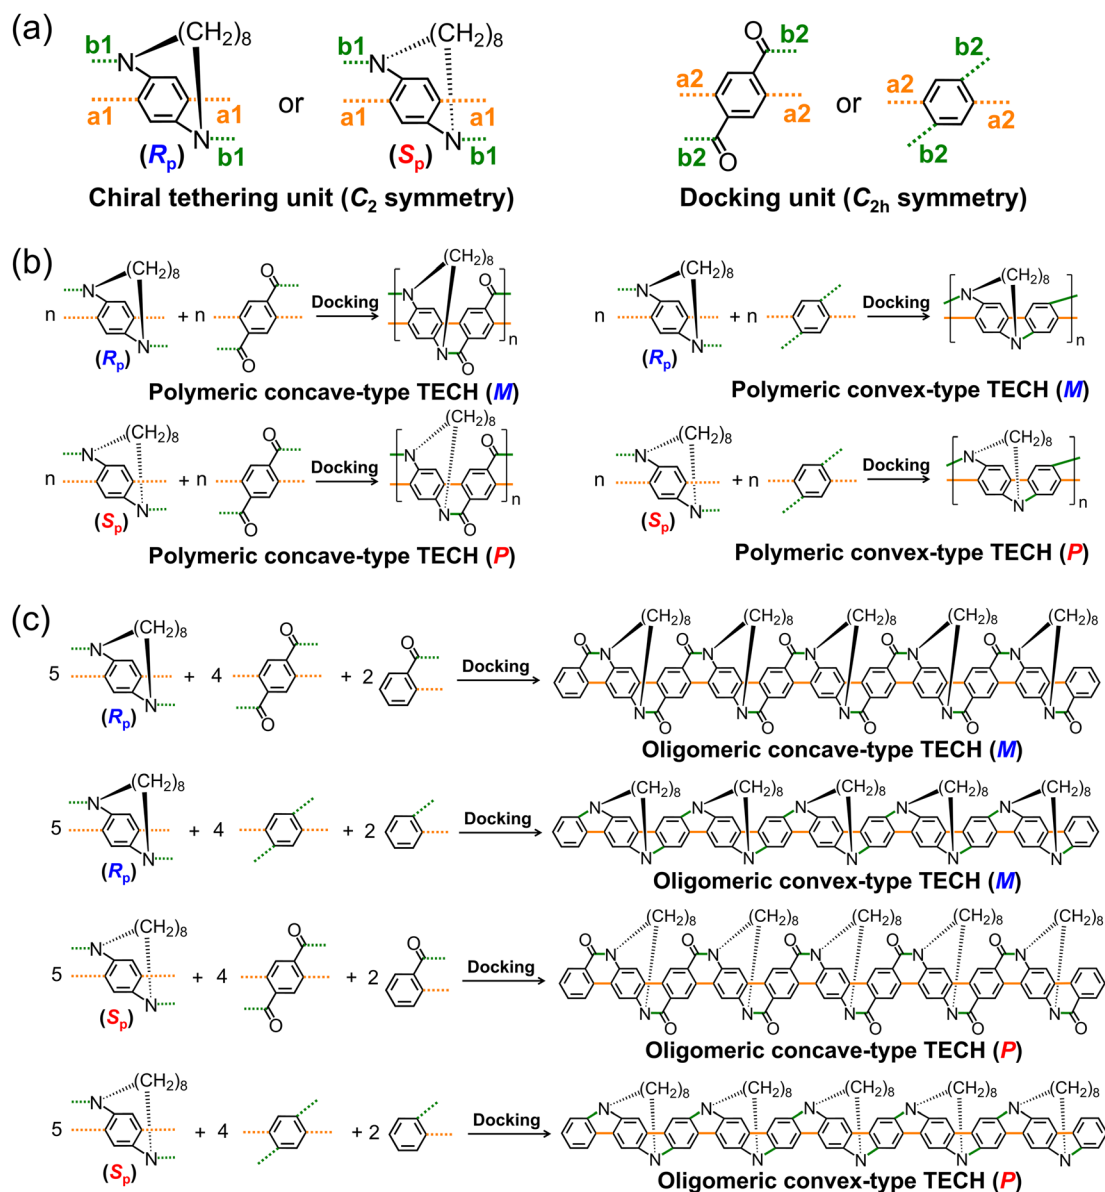 (a)
b1 N (CH₂)₈ b1 N (CH₂)₈ O b2 b2
a1 a1 or a1 a1 a2 a2 or a2 a2
N b1 N b1 b2 O b2
(Rp) (Sp)
Chiral tethering unit (C2 symmetry) Docking unit (C2h symmetry)
(b)
n N (CH2)8 N (Rp) + n O O Docking N (CH2)8 O N O n
Polymeric concave-type TECH (M)
n N (CH2)8 N (Rp) + n Docking N (CH2)8 N n
Polymeric convex-type TECH (M)
n N (CH2)8 N (Sp) + n O O Docking N (CH2)8 O N O n
Polymeric concave-type TECH (P)
n N (CH2)8 N (Sp) + n Docking N (CH2)8 N n
Polymeric convex-type TECH (P)
(c)
5 N (CH2)8 N (Rp) + 4 O O + 2 O Docking
(CH2)8 (CH2)8 (CH2)8 (CH2)8 (CH2)8
O N O N O N O N O N
N O N O N O N O N O
Oligomeric concave-type TECH (M)
5 N (CH2)8 N (Rp) + 4 + 2 Docking
(CH2)8 (CH2)8 (CH2)8 (CH2)8 (CH2)8
N N N N N
N N N N N
Oligomeric convex-type TECH (M)
5 N (CH2)8 N (Sp) + 4 O O + 2 O Docking
(CH2)8 (CH2)8 (CH2)8 (CH2)8 (CH2)8
O N O N O N O N O N
N O N O N O N O N O
Oligomeric concave-type TECH (P)
5 N (CH2)8 N (Sp) + 4 +2 Docking
(CH2)8 (CH2)8 (CH2)8 (CH2)8 (CH2)8
N N N N N
N N N N N
Oligomeric convex-type TECH (P)